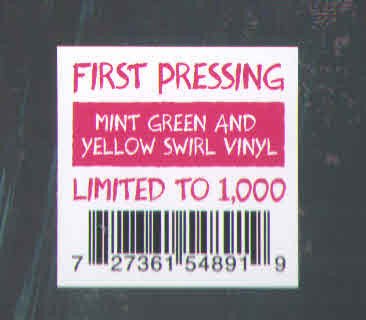 FIRST PRESSING
MINT GREEN AND
YELLOW SWIRL VINYL
LIMITED TO 1,000
7 27361 54891 9